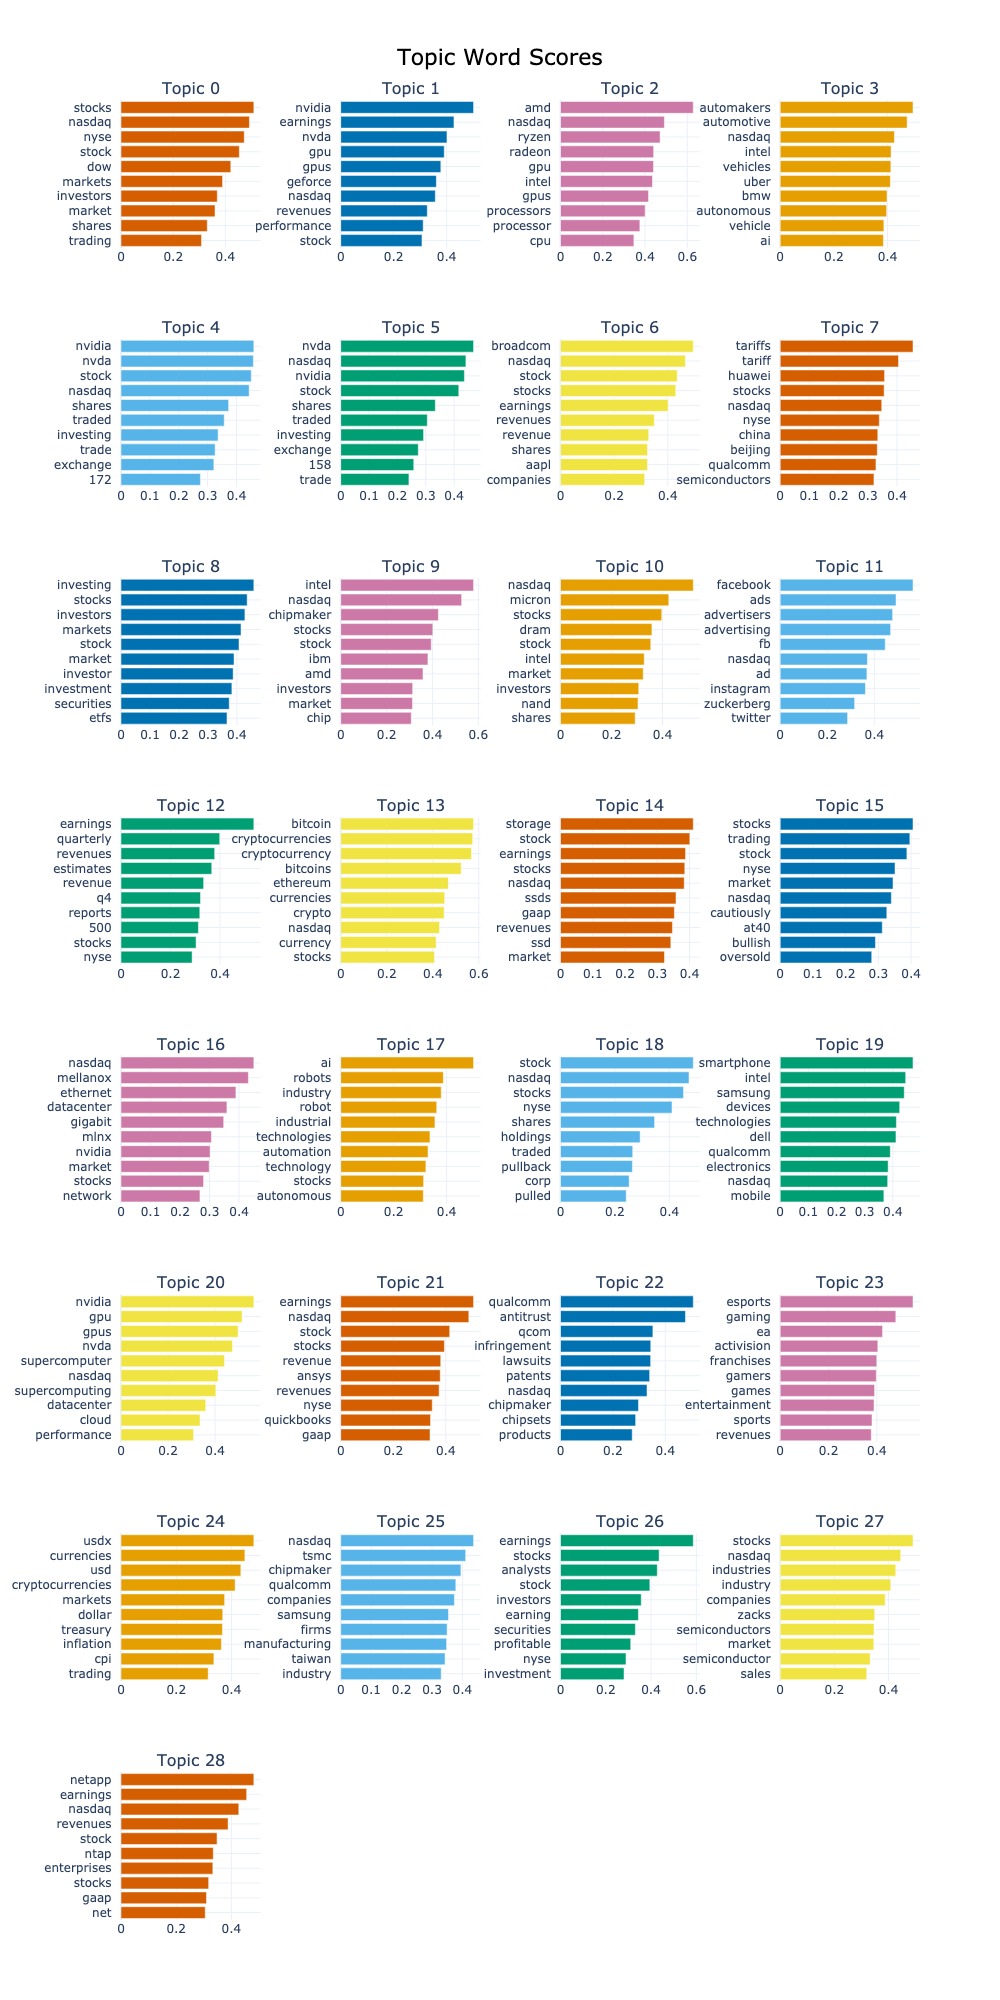 Topic Word Scores
Topic 0
stocks
nasdaq
nyse
stock
dow
markets
investors
market
shares
trading
0 0.2 0.4
Topic 1
nvidia
earnings
nvda
gpu
gpus
geforce
nasdaq
revenues
performance
stock
0 0.2 0.4
Topic 2
amd
nasdaq
ryzen
radeon
gpu
intel
gpus
processors
processor
cpu
0 0.2 0.4 0.6
Topic 3
automakers
automotive
nasdaq
intel
vehicles
uber
bmw
autonomous
vehicle
ai
0 0.2 0.4
Topic 4
nvidia
nvda
stock
nasdaq
shares
traded
investing
trade
exchange
172
0 0.1 0.2 0.3 0.4
Topic 5
nvda
nasdaq
nvidia
stock
shares
traded
investing
exchange
158
trade
0 0.1 0.2 0.3 0.4
Topic 6
broadcom
nasdaq
stock
stocks
earnings
revenues
revenue
shares
aapl
companies
0 0.2 0.4
Topic 7
tariffs
tariff
huawei
stocks
nasdaq
nyse
china
beijing
qualcomm
semiconductors
0 0.1 0.2 0.3 0.4
Topic 8
investing
stocks
investors
markets
stock
market
investor
investment
securities
etfs
0 0.1 0.2 0.3 0.4
Topic 9
intel
nasdaq
chipmaker
stocks
stock
ibm
amd
investors
market
chip
0 0.2 0.4 0.6
Topic 10
nasdaq
micron
stocks
dram
stock
intel
market
investors
nand
shares
0 0.2 0.4
Topic 11
facebook
ads
advertisers
advertising
fb
nasdaq
ad
instagram
zuckerberg
twitter
0 0.2 0.4
Topic 12
earnings
quarterly
revenues
estimates
revenue
q4
reports
500
stocks
nyse
0 0.2 0.4
Topic 13
bitcoin
cryptocurrencies
cryptocurrency
bitcoins
ethereum
currencies
crypto
nasdaq
currency
stocks
0 0.2 0.4 0.6
Topic 14
storage
stock
earnings
stocks
nasdaq
ssds
gaap
revenues
ssd
market
0 0.1 0.2 0.3 0.4
Topic 15
stocks
trading
stock
nyse
market
nasdaq
cautiously
at40
bullish
oversold
0 0.1 0.2 0.3 0.4
Topic 16
nasdaq
mellanox
ethernet
datacenter
gigabit
mlnx
nvidia
market
stocks
network
0 0.1 0.2 0.3 0.4
Topic 17
ai
robots
industry
robot
industrial
technologies
automation
technology
stocks
autonomous
0 0.2 0.4
Topic 18
stock
nasdaq
stocks
nyse
shares
holdings
traded
pullback
corp
pulled
0 0.2 0.4
Topic 19
smartphone
intel
samsung
devices
technologies
dell
qualcomm
electronics
nasdaq
mobile
0 0.1 0.2 0.3 0.4
Topic 20
nvidia
gpu
gpus
nvda
supercomputer
nasdaq
supercomputing
datacenter
cloud
performance
0 0.2 0.4
Topic 21
earnings
nasdaq
stock
stocks
revenue
ansys
revenues
nyse
quickbooks
gaap
0 0.2 0.4
Topic 22
qualcomm
antitrust
qcom
infringement
lawsuits
patents
nasdaq
chipmaker
chipsets
products
0 0.2 0.4
Topic 23
esports
gaming
ea
activision
franchises
gamers
games
entertainment
sports
revenues
0 0.2 0.4
Topic 24
usdx
currencies
usd
cryptocurrencies
markets
dollar
treasury
inflation
cpi
trading
0 0.2 0.4
Topic 25
nasdaq
tsmc
chipmaker
qualcomm
companies
samsung
firms
manufacturing
taiwan
industry
0 0.1 0.2 0.3 0.4
Topic 26
earnings
stocks
analysts
stock
investors
earning
securities
profitable
nyse
investment
0 0.2 0.4 0.6
Topic 27
stocks
nasdaq
industries
industry
companies
zacks
semiconductors
market
semiconductor
sales
0 0.2 0.4
Topic 28
netapp
earnings
nasdaq
revenues
stock
ntap
enterprises
stocks
gaap
net
0 0.2 0.4